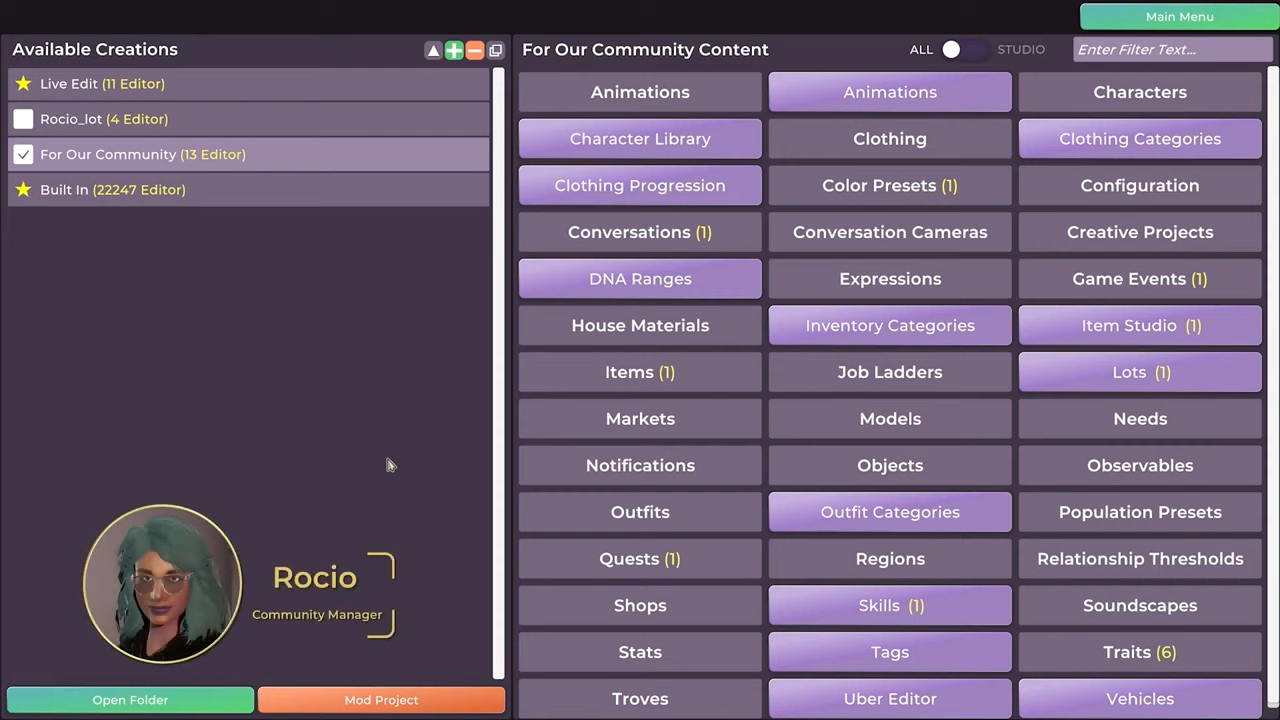 Main Menu
Available Creations
For Our Community Content
ALL
STUDIO
Enter Filter Text...
Live Edit (11 Editor)
Rocio_lot (4 Editor)
For Our Community (13 Editor)
Built In (22247 Editor)
Animations
Animations
Characters
Character Library
Clothing
Clothing Categories
Clothing Progression
Color Presets (1)
Configuration
Conversations (1)
Conversation Cameras
Creative Projects
DNA Ranges
Expressions
Game Events (1)
House Materials
Inventory Categories
Item Studio (1)
Items (1)
Job Ladders
Lots (1)
Markets
Models
Needs
Notifications
Objects
Observables
Outfits
Outfit Categories
Population Presets
Quests (1)
Regions
Relationship Thresholds
Shops
Skills (1)
Soundscapes
Stats
Tags
Traits (6)
Troves
Uber Editor
Vehicles
Rocio
Community Manager
Open Folder
Mod Project